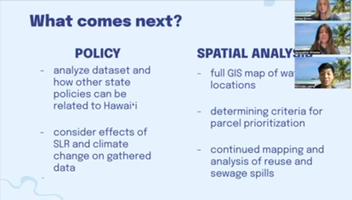 What comes next?
POLICY
- analyze dataset and
how other state
policies can be
related to Hawaiʻi
- consider effects of
SLR and climate
change on gathered
data
-
SPATIAL ANALYSIS
- full GIS map of
locations
- determining criteria for
parcel prioritization
- continued mapping and
analysis of reuse and
sewage spills